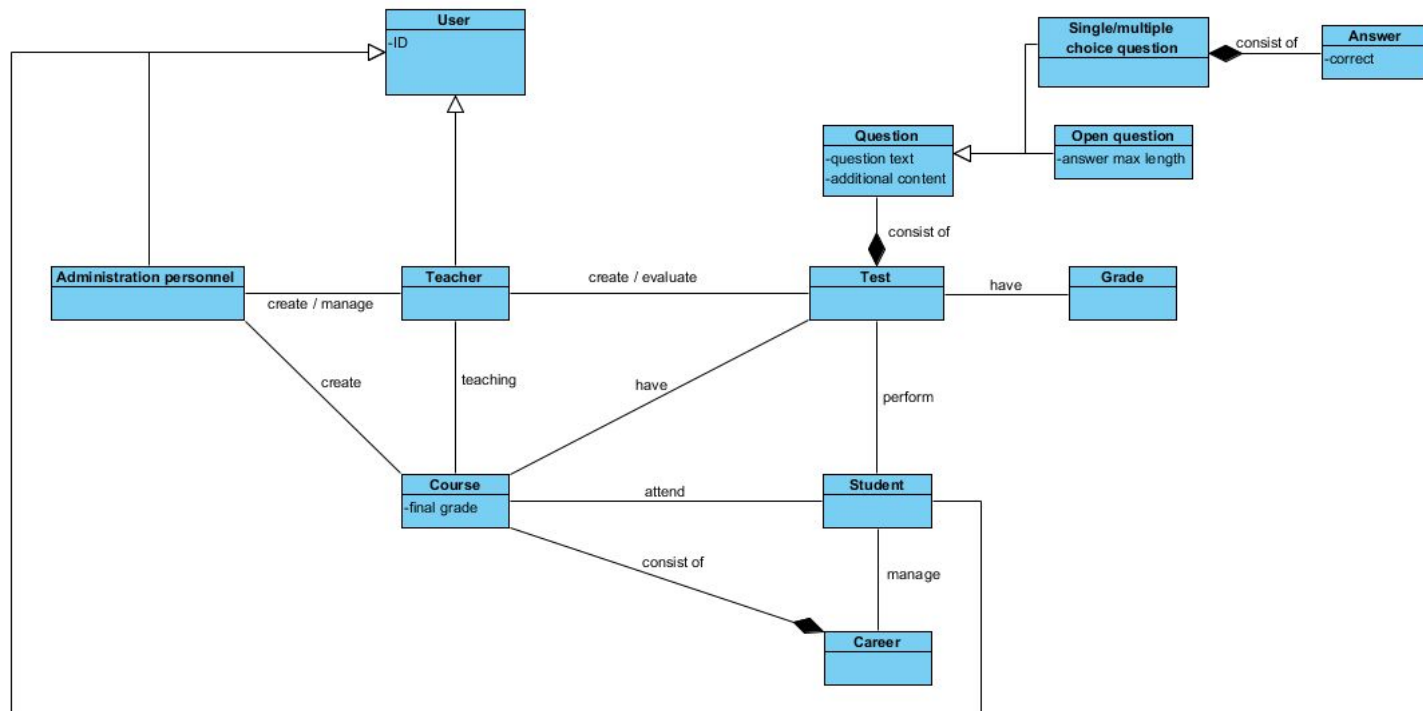 User
-ID
Single/multiple
choice question
consist of
Answer
-correct
Question
-question text
-additional content
Open question
-answer max length
consist of
Administration personnel
create / manage
Teacher
create / evaluate
Test
have
Grade
create
teaching
have
perform
Course
-final grade
attend
Student
consist of
manage
Career